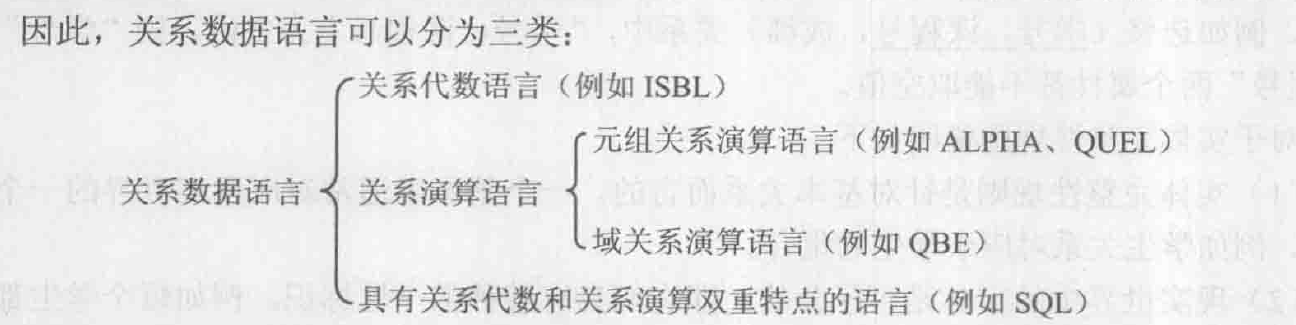 因此，关系数据语言可以分为三类：
关系代数语言（例如 ISBL）
元组关系演算语言（例如 ALPHA、QUEL）
关系数据语言 关系演算语言
域关系演算语言（例如 QBE）
具有关系代数和关系演算双重特点的语言（例如 SQL）